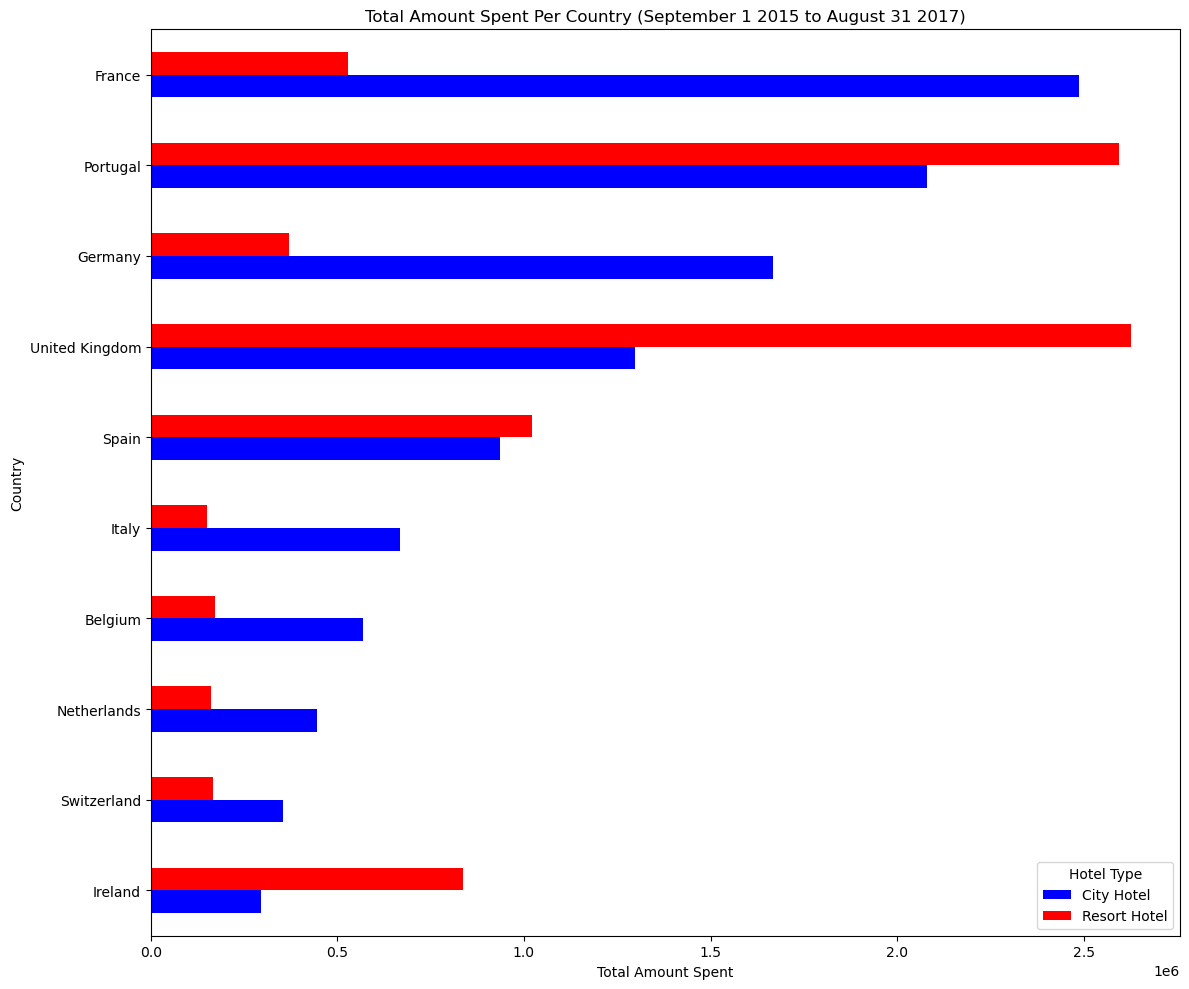 Total Amount Spent Per Country (September 1 2015 to August 31 2017)
France
Portugal
Germany
United Kingdom
Spain
Italy
Belgium
Netherlands
Switzerland
Ireland
Country
Hotel Type
City Hotel
Resort Hotel
0.0 0.5 1.0 1.5 2.0 2.5
1e6
Total Amount Spent